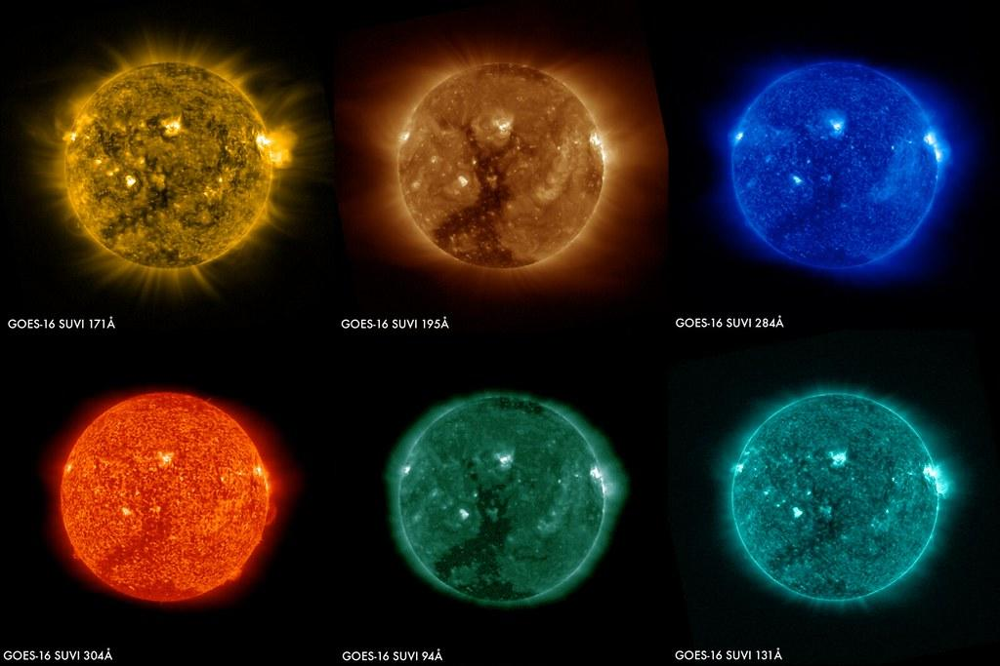 GOES-16 SUVI 171Å
GOES-16 SUVI 195Å
GOES-16 SUVI 284Å
GOES-16 SUVI 304Å
GOES-16 SUVI 94Å
GOES-16 SUVI 131Å